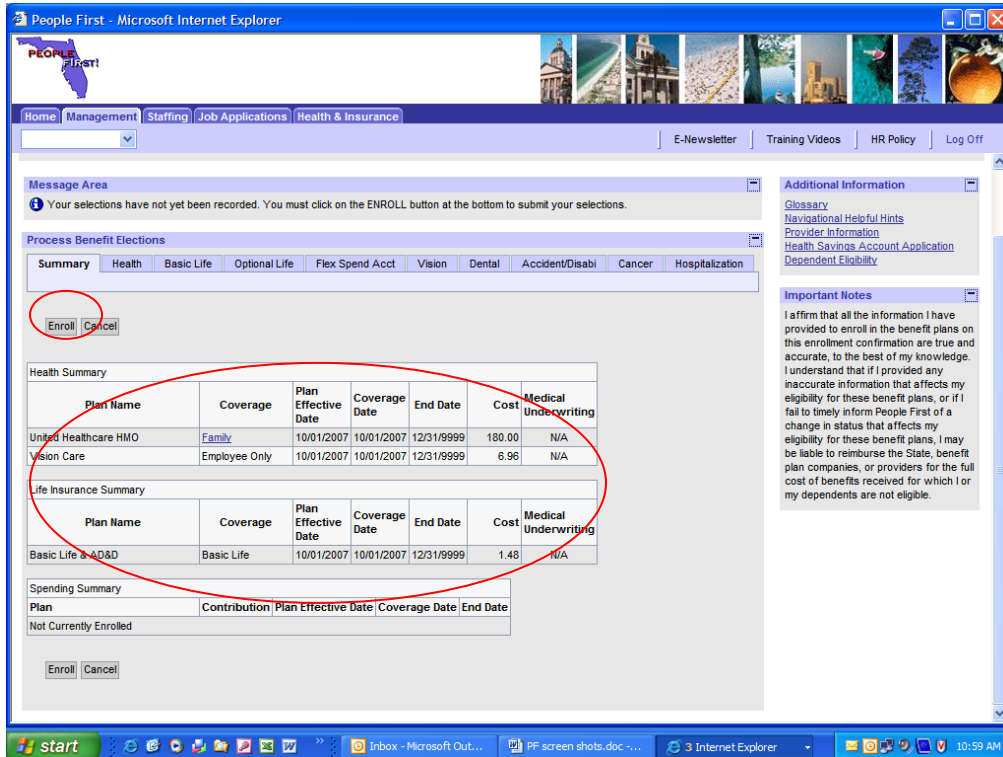 People First - Microsoft Internet Explorer
PEOPLE
FIRST!
Home Management Staffing Job Applications Health & Insurance
E-Newsletter Training Videos HR Policy Log Off
Message Area
Your selections have not yet been recorded. You must click on the ENROLL button at the bottom to submit your selections.
Process Benefit Elections
Summary Health Basic Life Optional Life Flex Spend Acct Vision Dental Accident/Disabi Cancer Hospitalization
Enroll Cancel
Health Summary
Plan Name Coverage Plan Effective Date Coverage Date End Date Cost Medical Underwriting
United Healthcare HMO Family 10/01/2007 10/01/2007 12/31/9999 180.00 N/A
Vision Care Employee Only 10/01/2007 10/01/2007 12/31/9999 6.96 N/A
Life Insurance Summary
Plan Name Coverage Plan Effective Date Coverage Date End Date Cost Medical Underwriting
Basic Life & AD&D Basic Life 10/01/2007 10/01/2007 12/31/9999 1.48 N/A
Spending Summary
Plan Contribution Plan Effective Date Coverage Date End Date
Not Currently Enrolled
Enroll Cancel
Additional Information
Glossary
Navigational Helpful Hints
Provider Information
Health Savings Account Application
Dependent Eligibility
Important Notes
I affirm that all the information I have
provided to enroll in the benefit plans on
this enrollment confirmation are true and
accurate, to the best of my knowledge.
I understand that if I provided any
inaccurate information that affects my
eligibility for these benefit plans, or if I
fail to timely inform People First of a
change in status that affects my
eligibility for these benefit plans, I may
be liable to reimburse the State, benefit
plan companies, or providers for the full
cost of benefits received for which I or
my dependents are not eligible.
start Inbox - Microsoft Out... PF screen shots.doc -... 3 Internet Explorer 10:59 AM